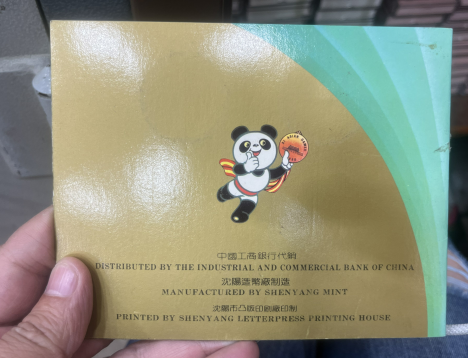 中國工商銀行代銷
DISTRIBUTED BY THE INDUSTRIAL AND COMMERCIAL BANK OF CHINA
沈陽造幣廠制造
MANUFACTURED BY SHENYANG MINT
沈陽市凸版印刷廠印制
PRINTED BY SHENYANG LETTERPRESS PRINTING HOUSE